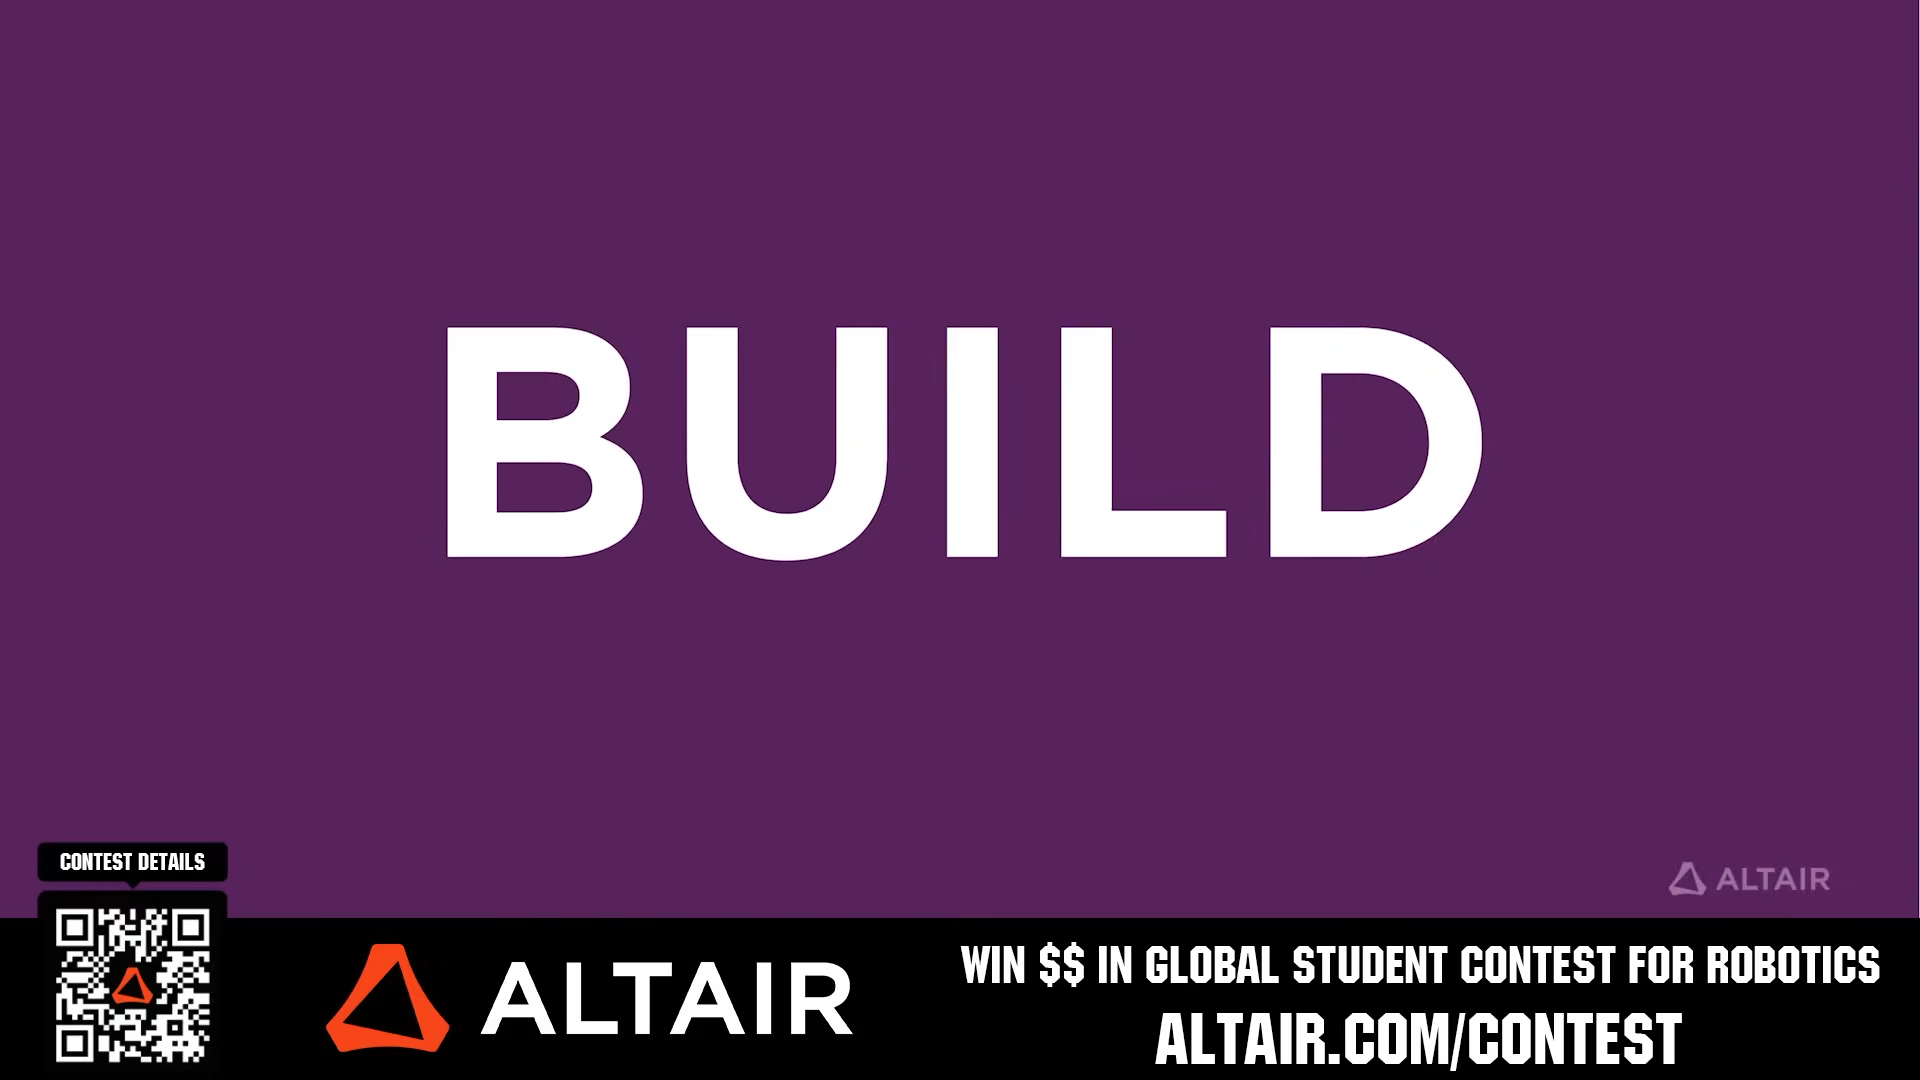 BUILD
CONTEST DETAILS
ALTAIR
ALTAIR
WIN $$ IN GLOBAL STUDENT CONTEST FOR ROBOTICS
ALTAIR.COM/CONTEST